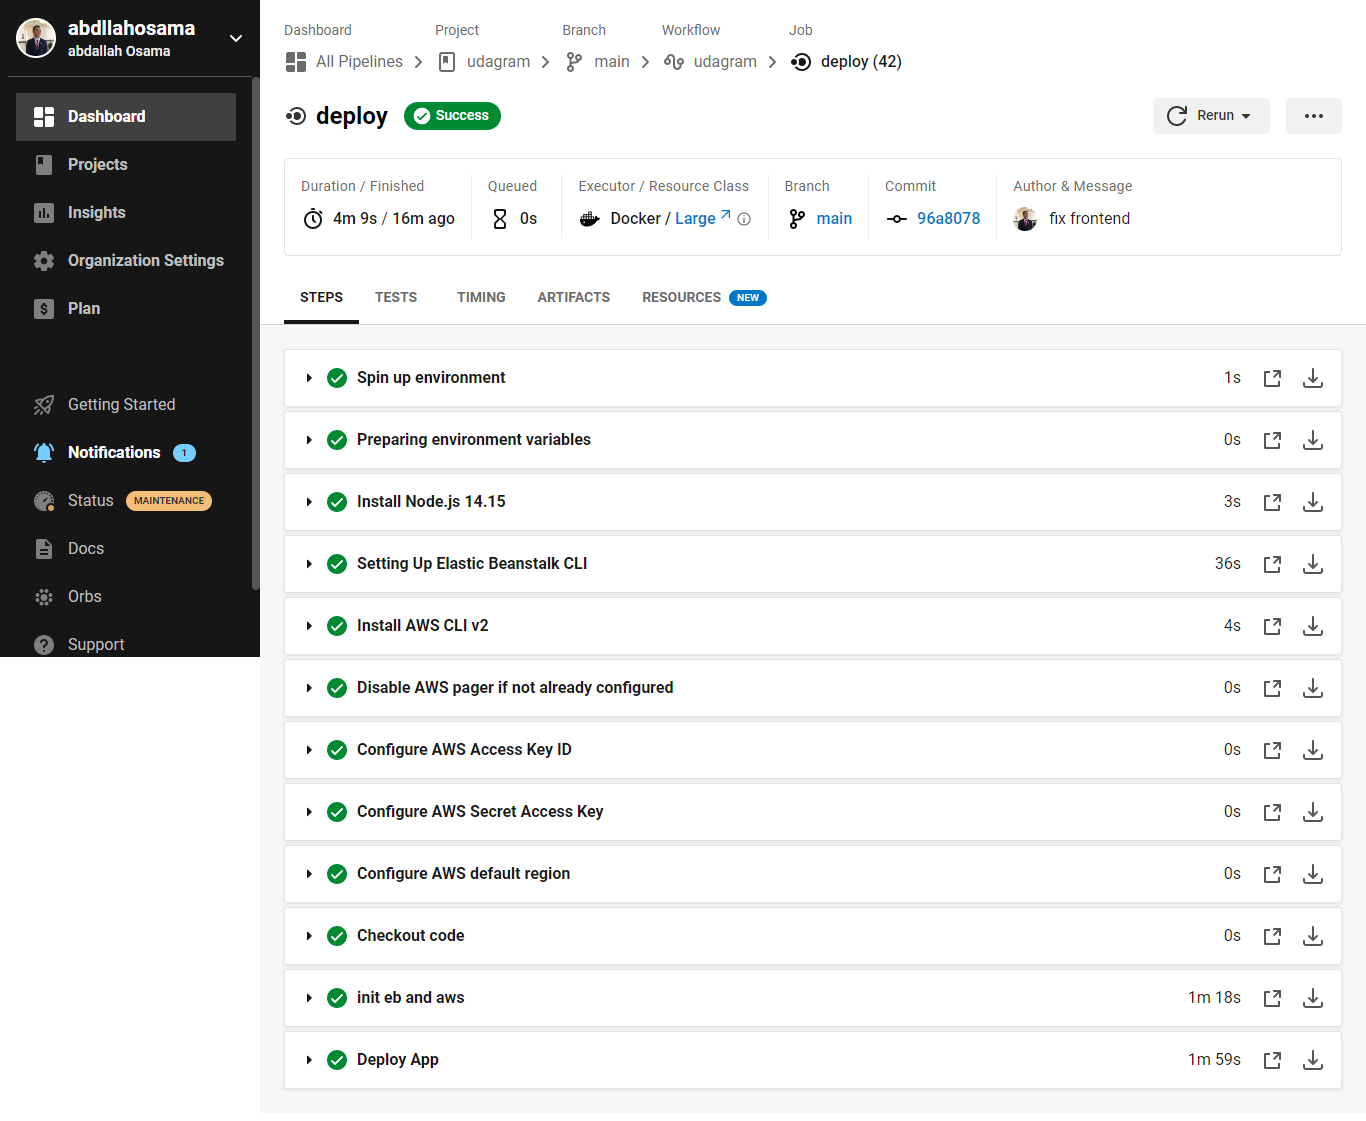 abdllahosama
abdallah Osama
Dashboard
Projects
Insights
Organization Settings
Plan
Getting Started
Notifications 1
Status MAINTENANCE
Docs
Orbs
Support
Dashboard Project Branch Workflow Job
All Pipelines udagram main udagram deploy (42)
deploy Success Rerun
Duration / Finished Queued Executor / Resource Class Branch Commit Author & Message
4m 9s / 16m ago 0s Docker / Large main 96a8078 fix frontend
STEPS TESTS TIMING ARTIFACTS RESOURCES NEW
Spin up environment 1s
Preparing environment variables 0s
Install Node.js 14.15 3s
Setting Up Elastic Beanstalk CLI 36s
Install AWS CLI v2 4s
Disable AWS pager if not already configured 0s
Configure AWS Access Key ID 0s
Configure AWS Secret Access Key 0s
Configure AWS default region 0s
Checkout code 0s
init eb and aws 1m 18s
Deploy App 1m 59s